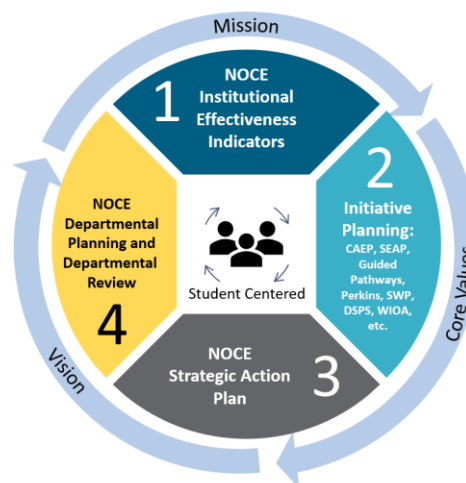 Mission
1
NOCE
Institutional
Effectiveness
Indicators
2
Initiative
Planning:
CAEP, SEAP,
Guided
Pathways,
Perkins, SWP,
DSPS, WIOA,
etc.
Core Values
NOCE
Strategic Action
Plan
3
NOCE
Departmental
Planning and
Departmental
Review
4
Vision
Student Centered